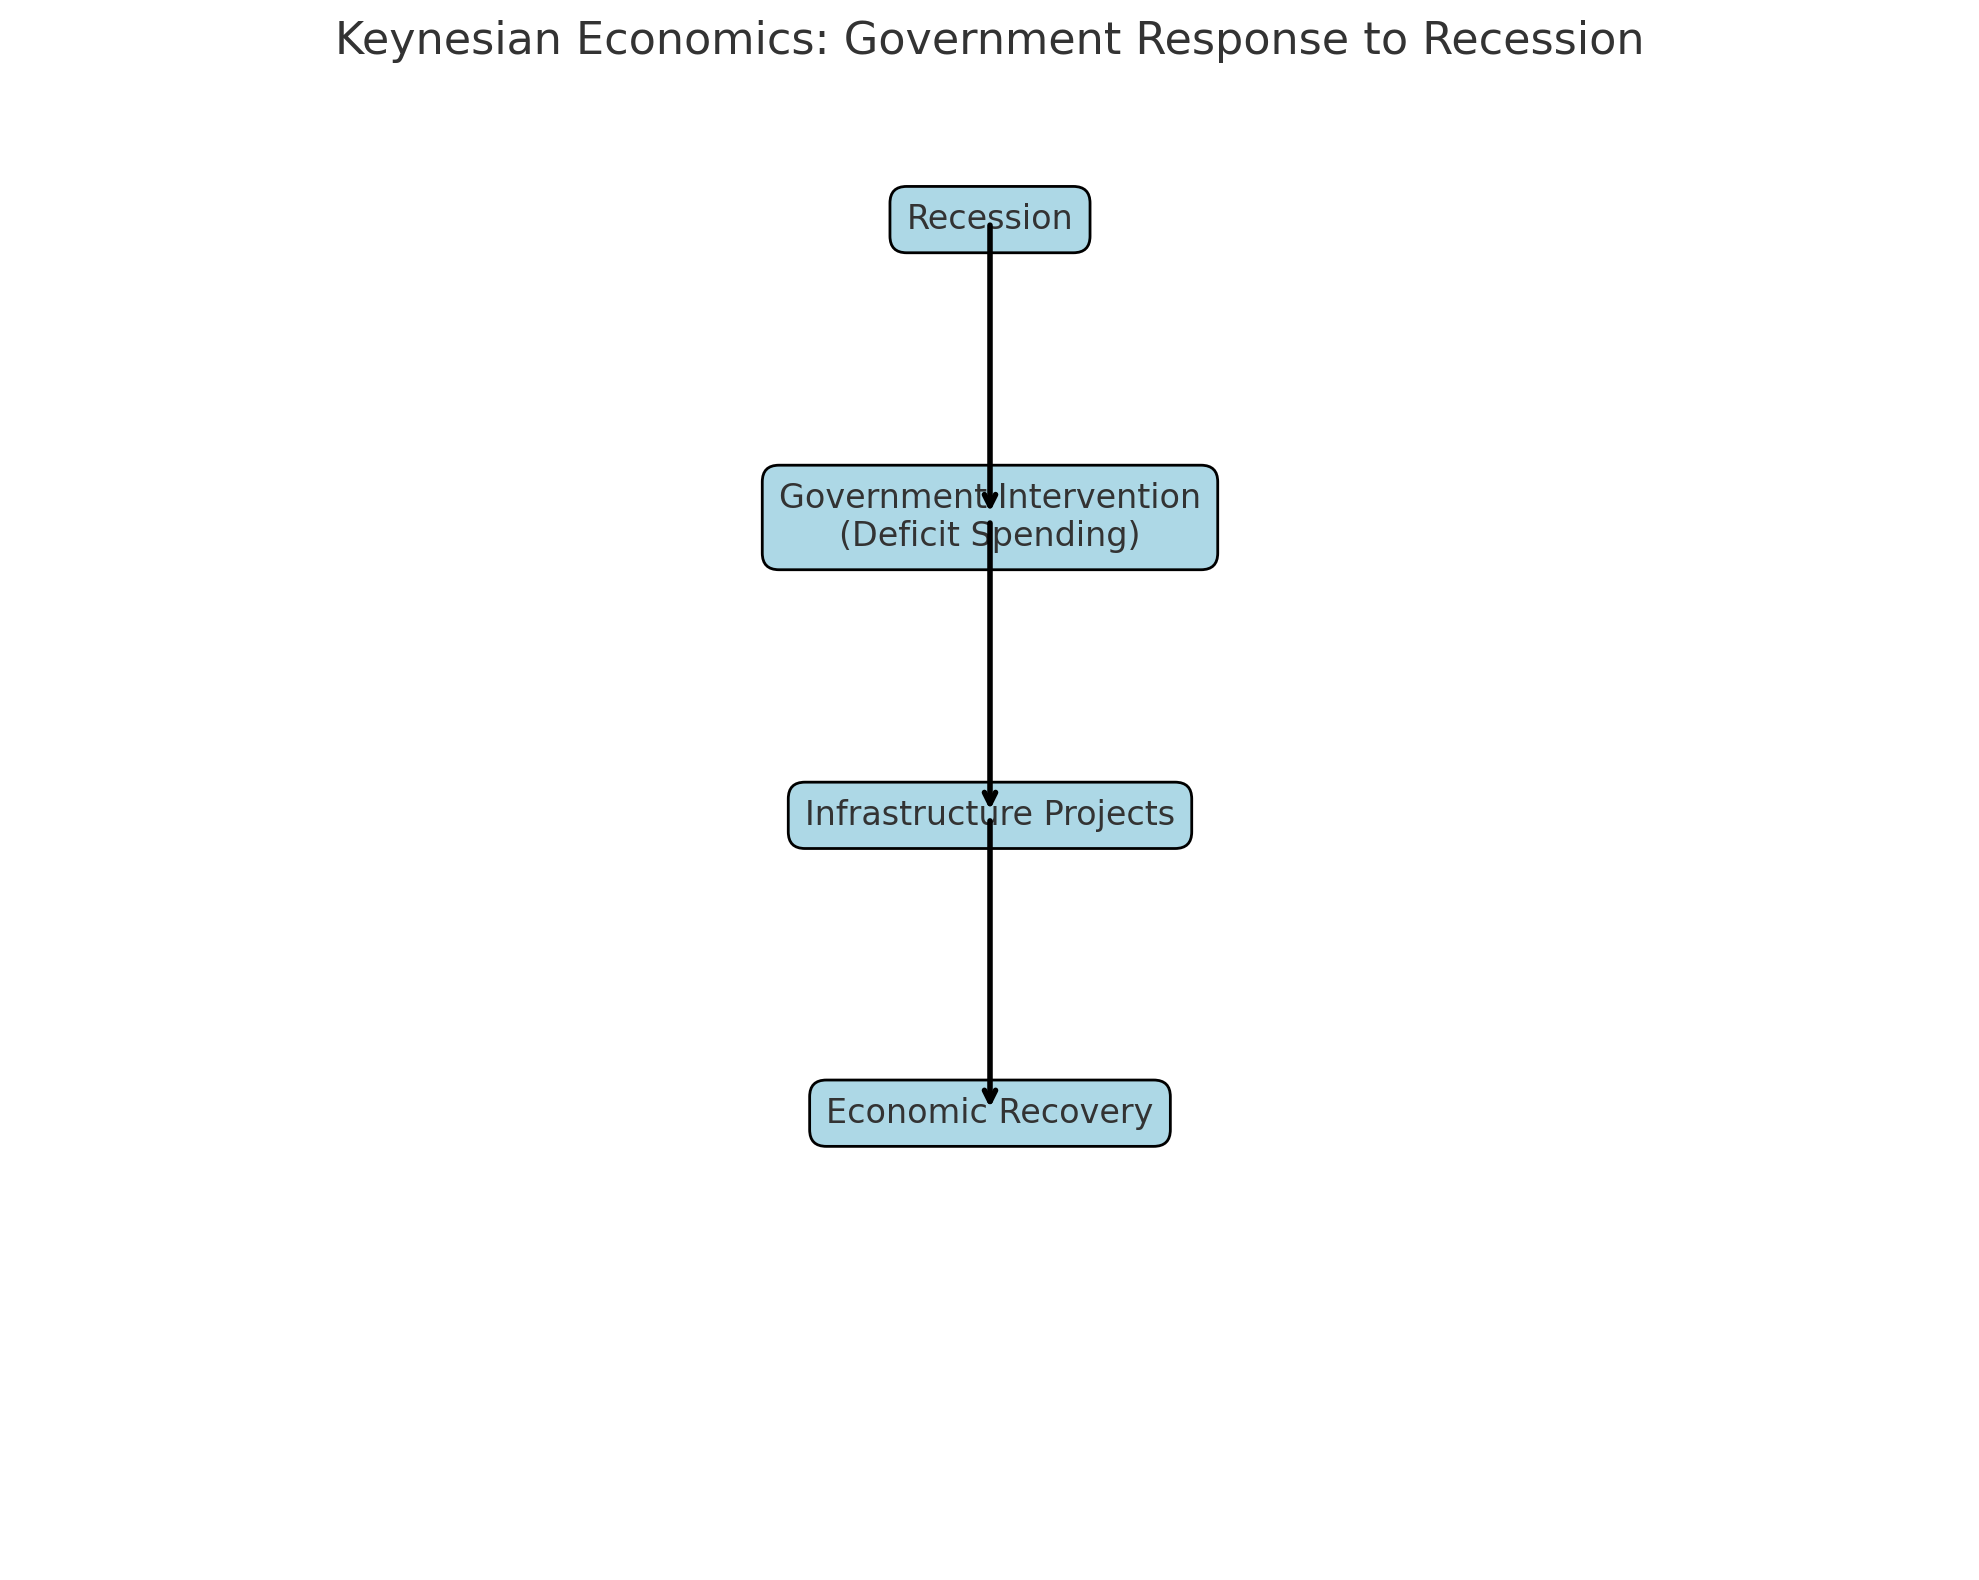 Keynesian Economics: Government Response to Recession
Recession
Government Intervention
(Deficit Spending)
Infrastructure Projects
Economic Recovery